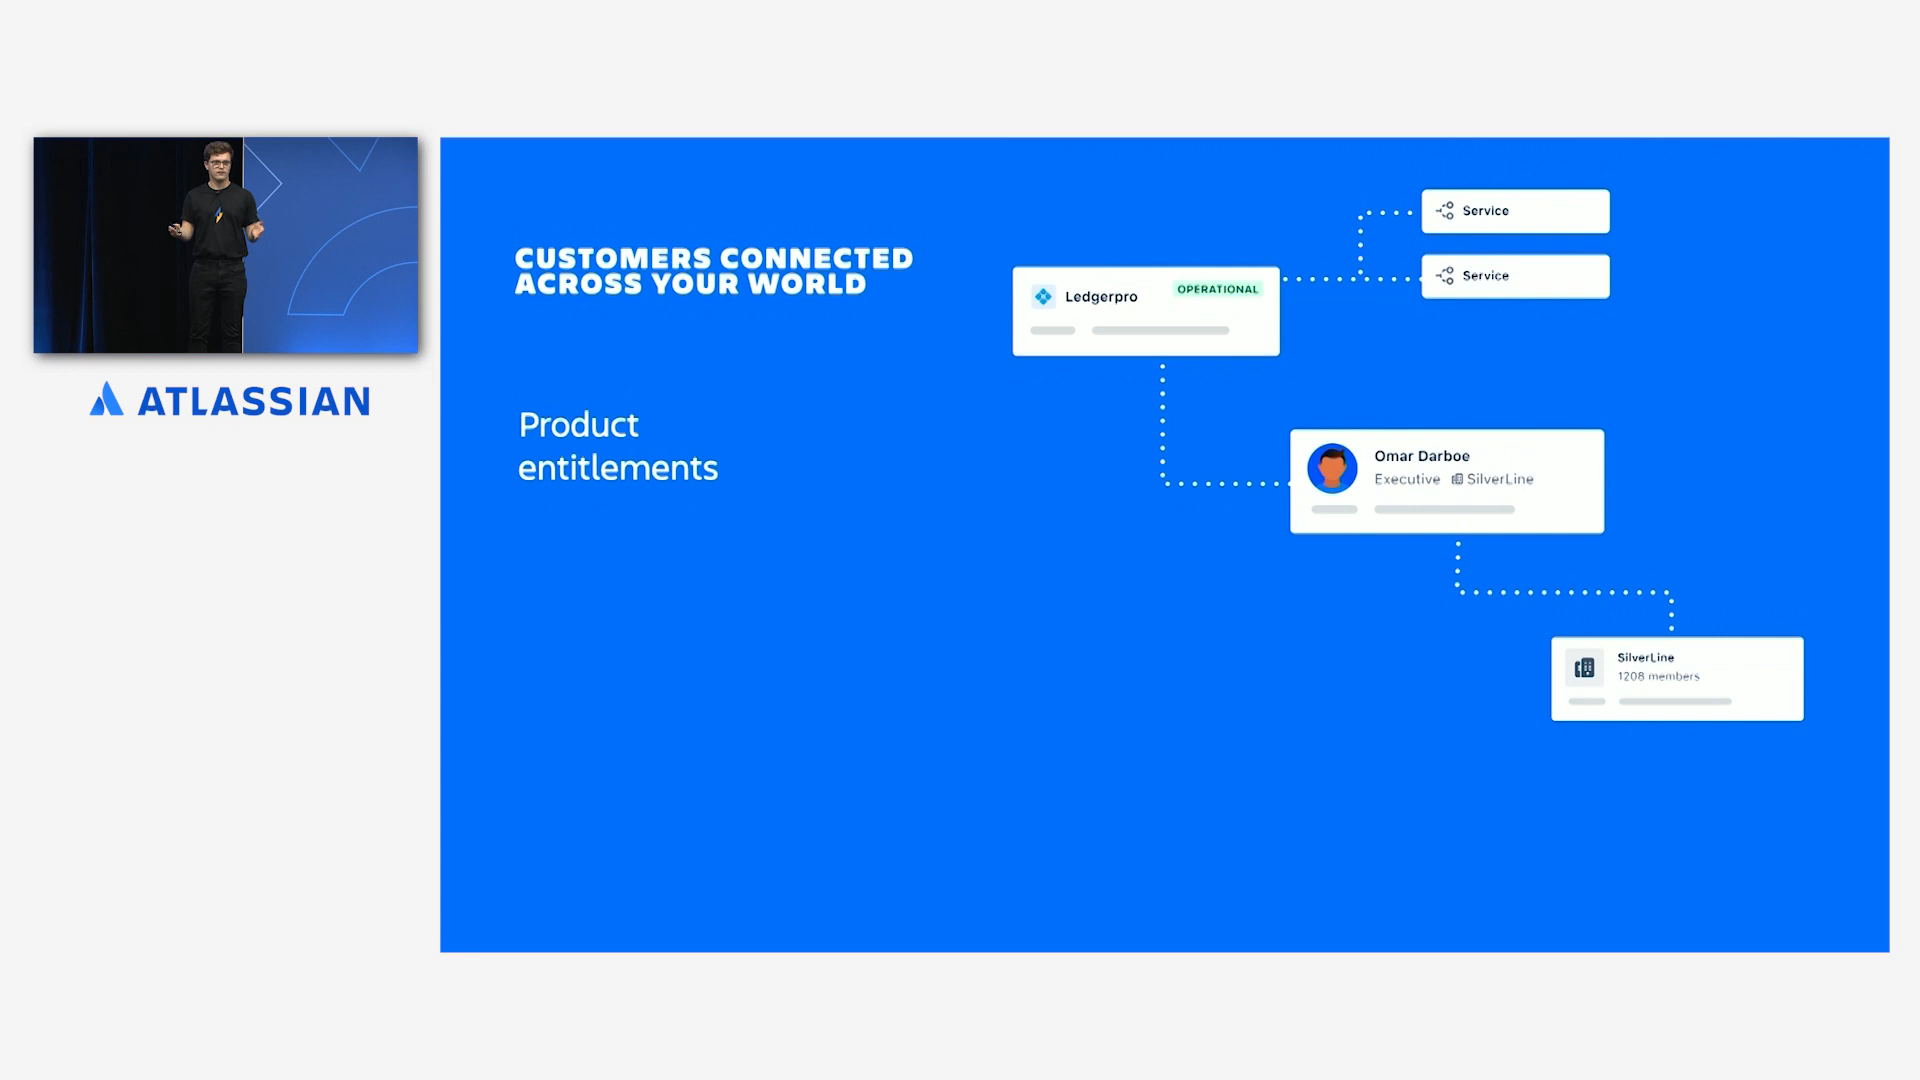 ATLASSIAN
CUSTOMERS CONNECTED
ACROSS YOUR WORLD
Product
entitlements
Service
Service
Ledgerpro
OPERATIONAL
Omar Darboe
Executive SilverLine
SilverLine
1208 members